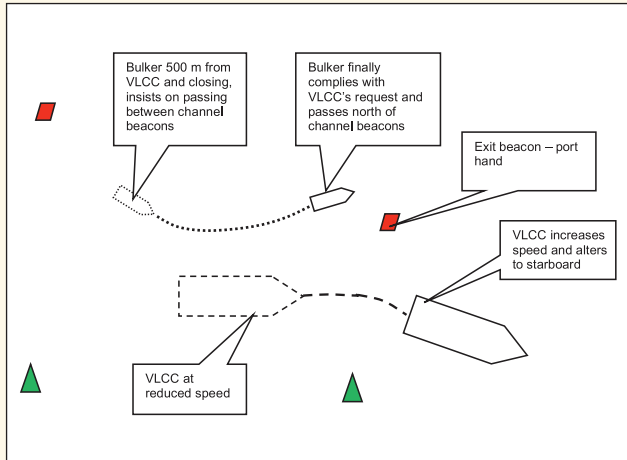 Bulker 500 m from
VLCC and closing,
insists on passing
between channel
beacons
Bulker finally
complies with
VLCC's request and
passes north of
channel beacons
Exit beacon – port
hand
VLCC increases
speed and alters
to starboard
VLCC at
reduced speed